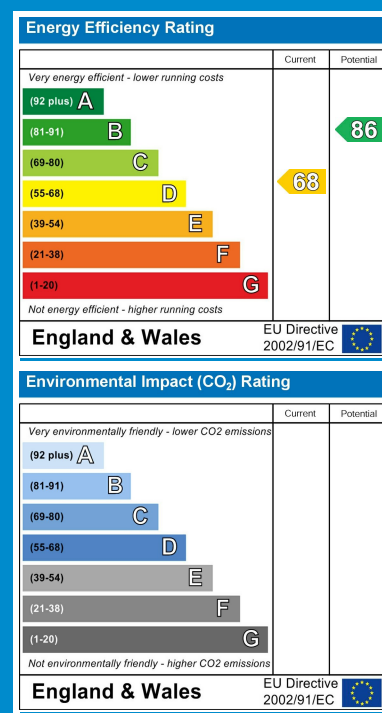 Energy Efficiency Rating
Current Potential
Very energy efficient - lower running costs
(92 plus) A
(81-91) B 86
(69-80) C
(55-68) D 68
(39-54) E
(21-38) F
(1-20) G
Not energy efficient - higher running costs
England & Wales EU Directive 2002/91/EC
Environmental Impact (CO₂) Rating
Current Potential
Very environmentally friendly - lower CO2 emissions
(92 plus) A
(81-91) B
(69-80) C
(55-68) D
(39-54) E
(21-38) F
(1-20) G
Not environmentally friendly - higher CO2 emissions
England & Wales EU Directive 2002/91/EC